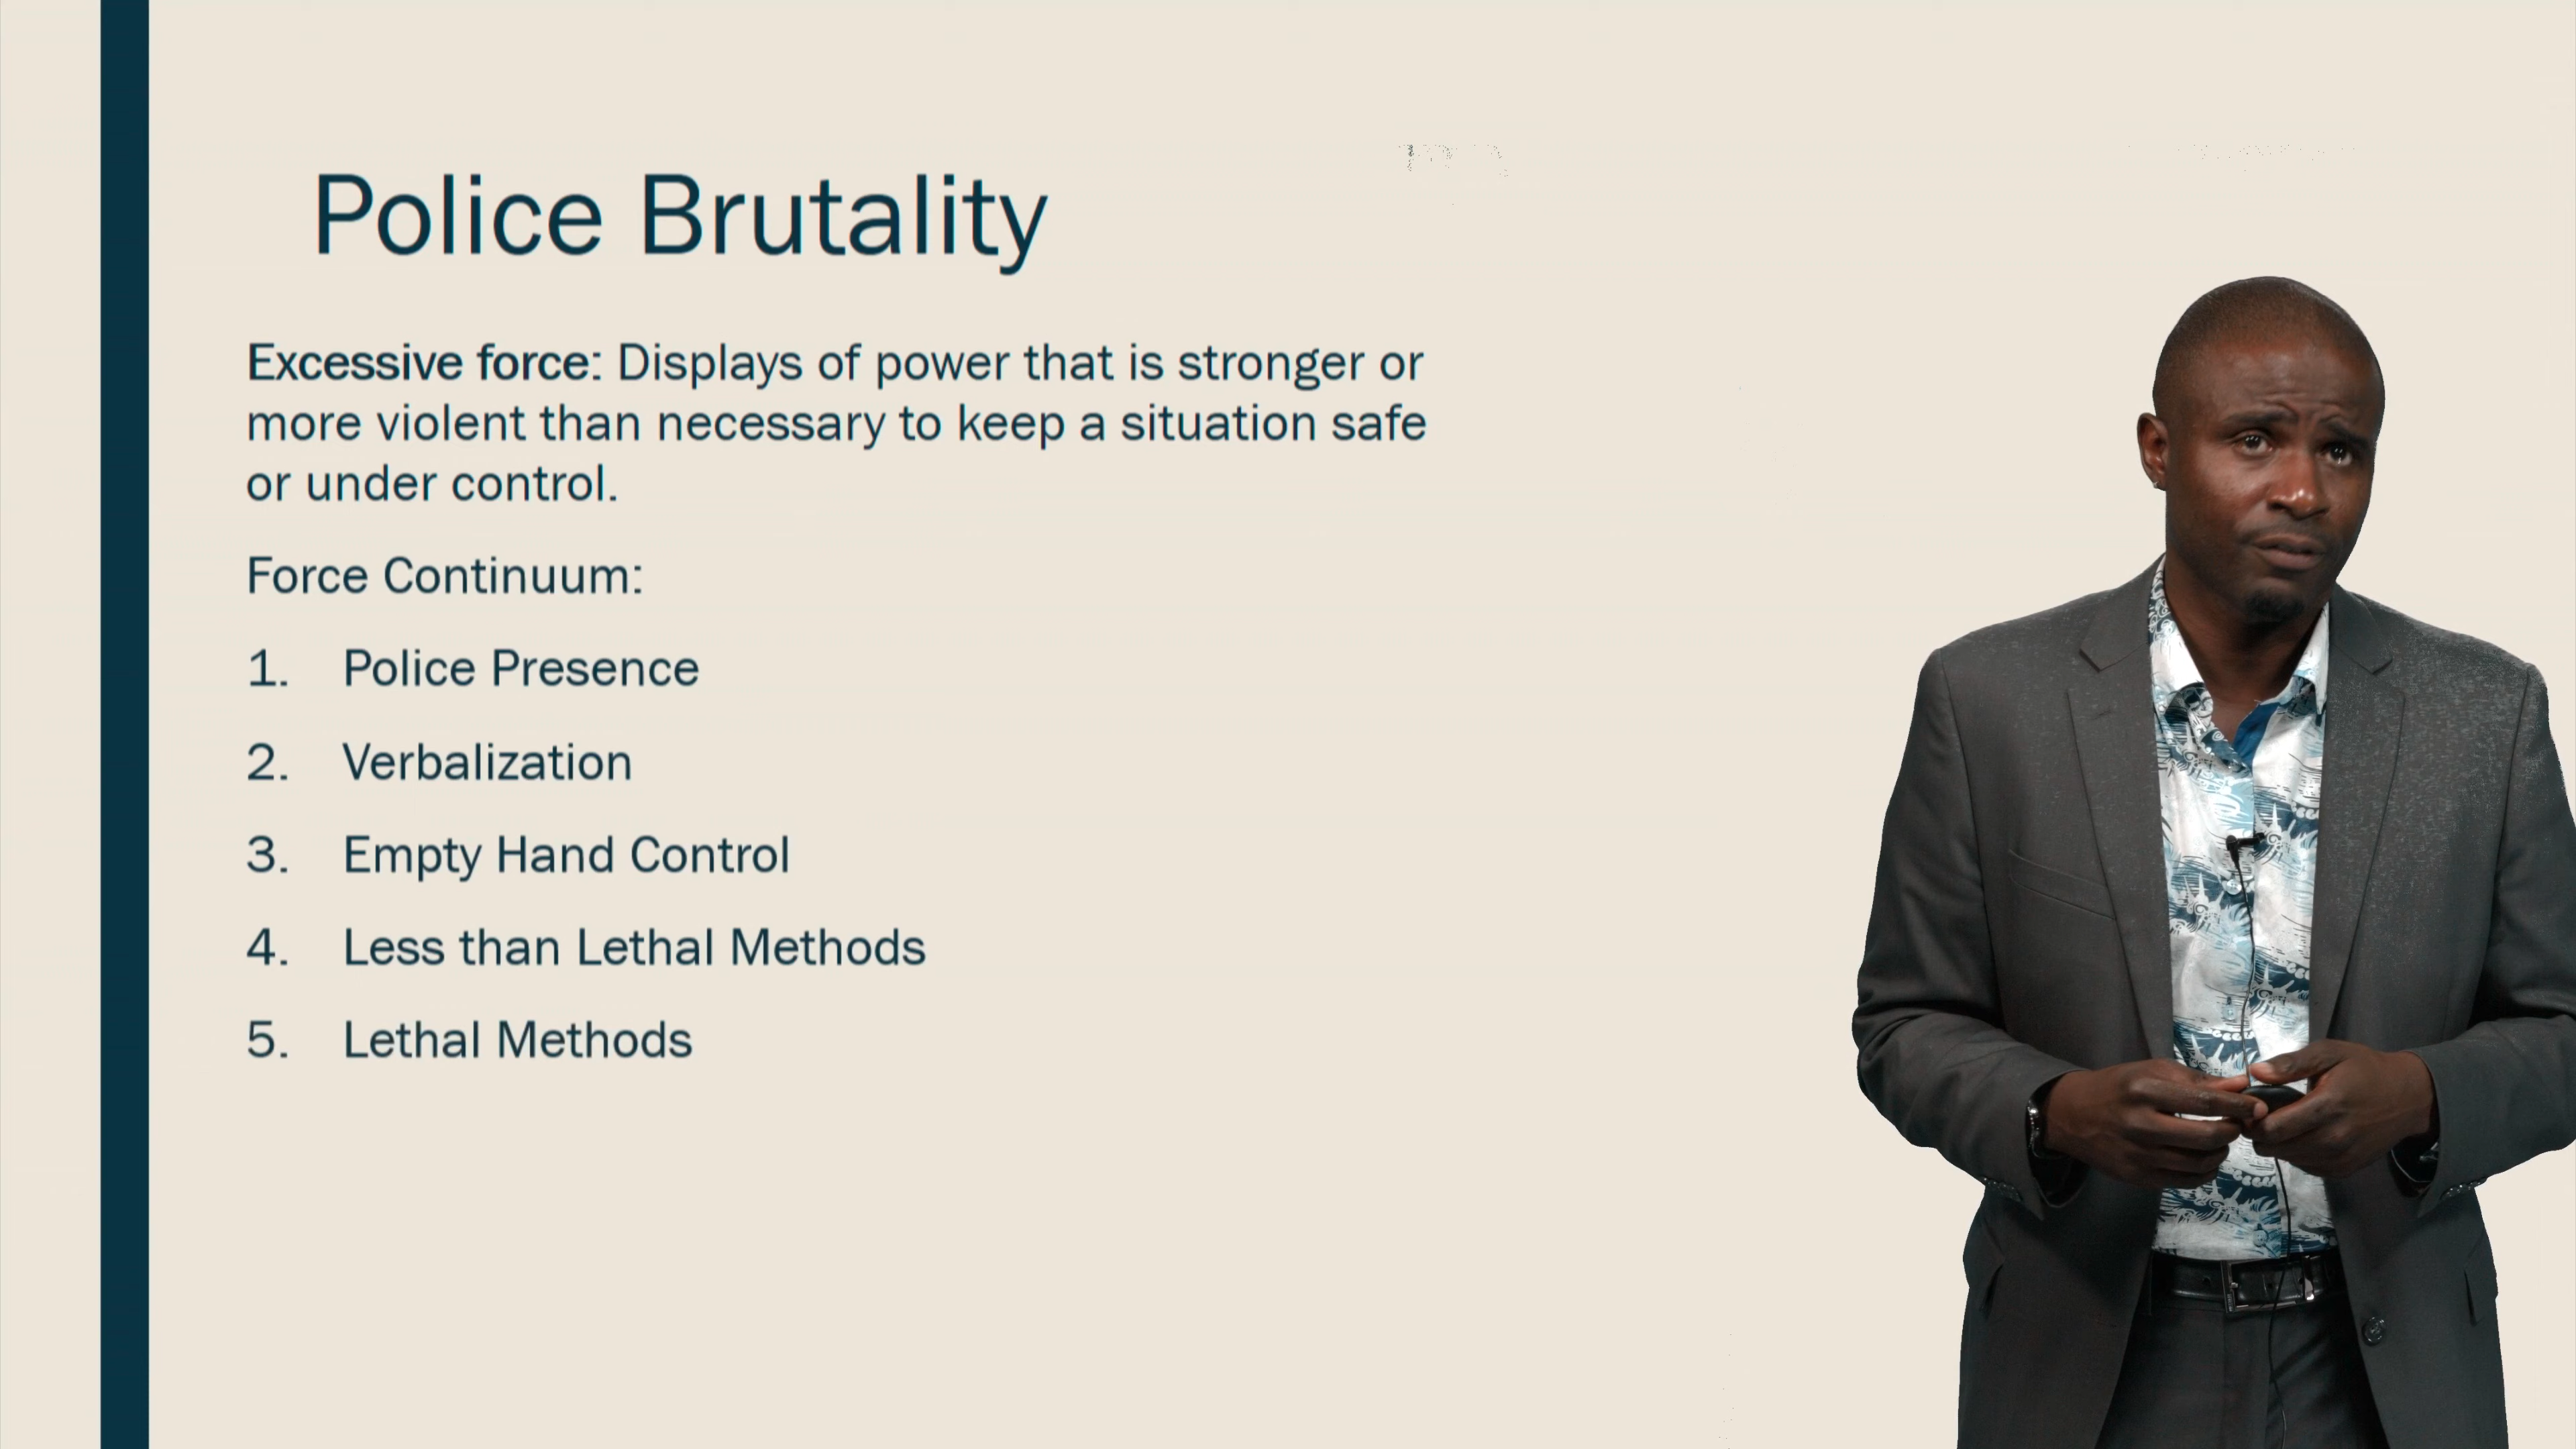 Police Brutality
Excessive force: Displays of power that is stronger or
more violent than necessary to keep a situation safe
or under control.
Force Continuum:
1. Police Presence
2. Verbalization
3. Empty Hand Control
4. Less than Lethal Methods
5. Lethal Methods